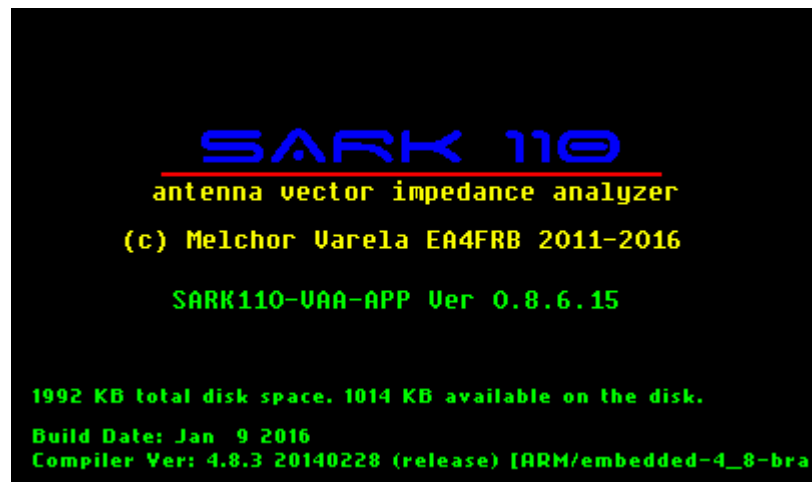 SARK 110
antenna vector impedance analyzer
(c) Melchor Varela EA4FRB 2011-2016
SARK110-VAA-APP Ver 0.8.6.15
1992 KB total disk space. 1014 KB available on the disk.
Build Date: Jan  9 2016
Compiler Ver: 4.8.3 20140228 (release) [ARM/embedded-4_8-bra